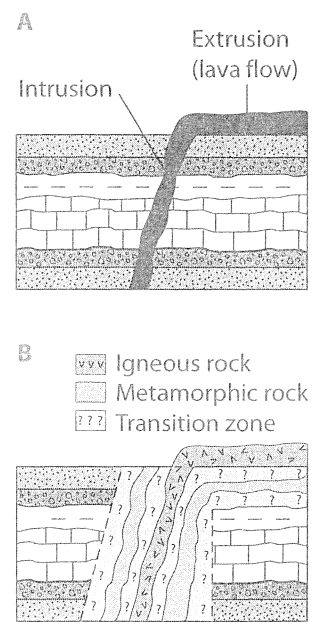 A
Extrusion
(lava flow)
Intrusion
B
Igneous rock
Metamorphic rock
? ? ? Transition zone